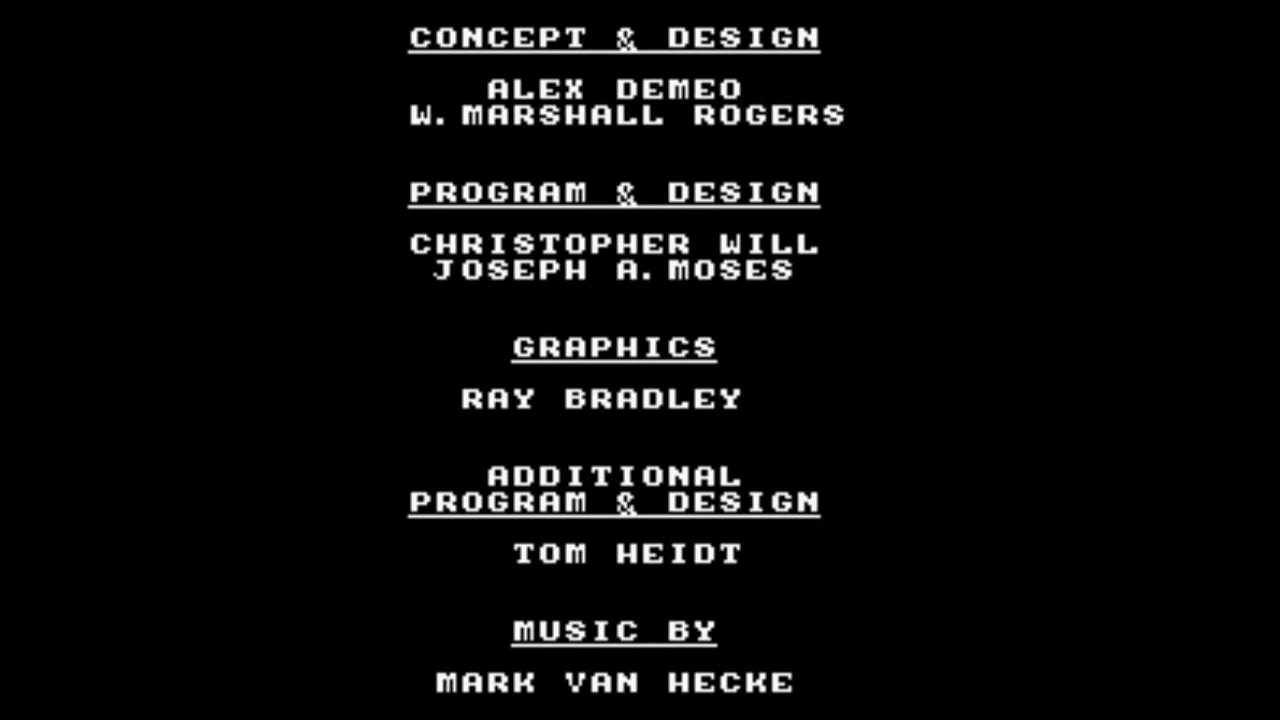 CONCEPT & DESIGN
ALEX DEMEO
W. MARSHALL ROGERS
PROGRAM & DESIGN
CHRISTOPHER WILL
JOSEPH A. MOSES
GRAPHICS
RAY BRADLEY
ADDITIONAL
PROGRAM & DESIGN
TOM HEIDT
MUSIC BY
MARK VAN HECKE